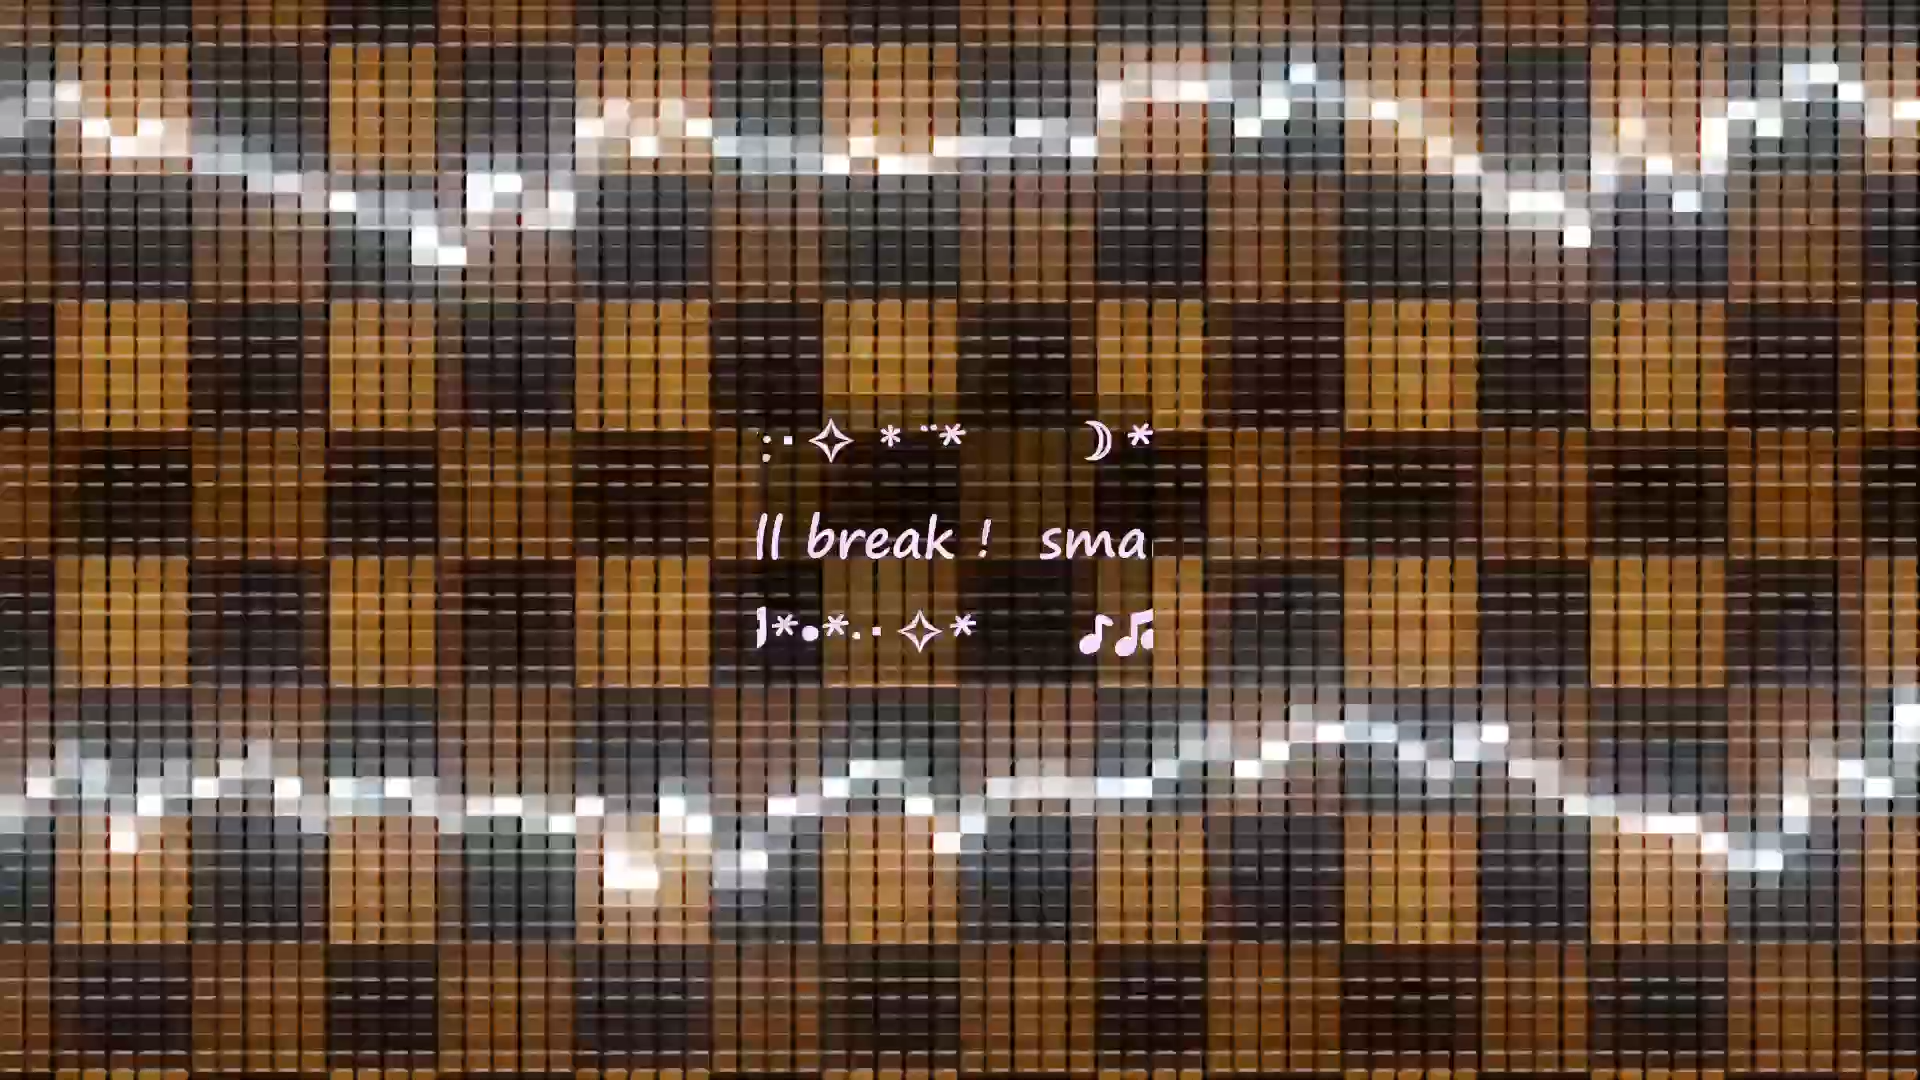 :· ✧ * ¨* ☽ *
ll break ! sma
*•*.· ✧* ♪♫